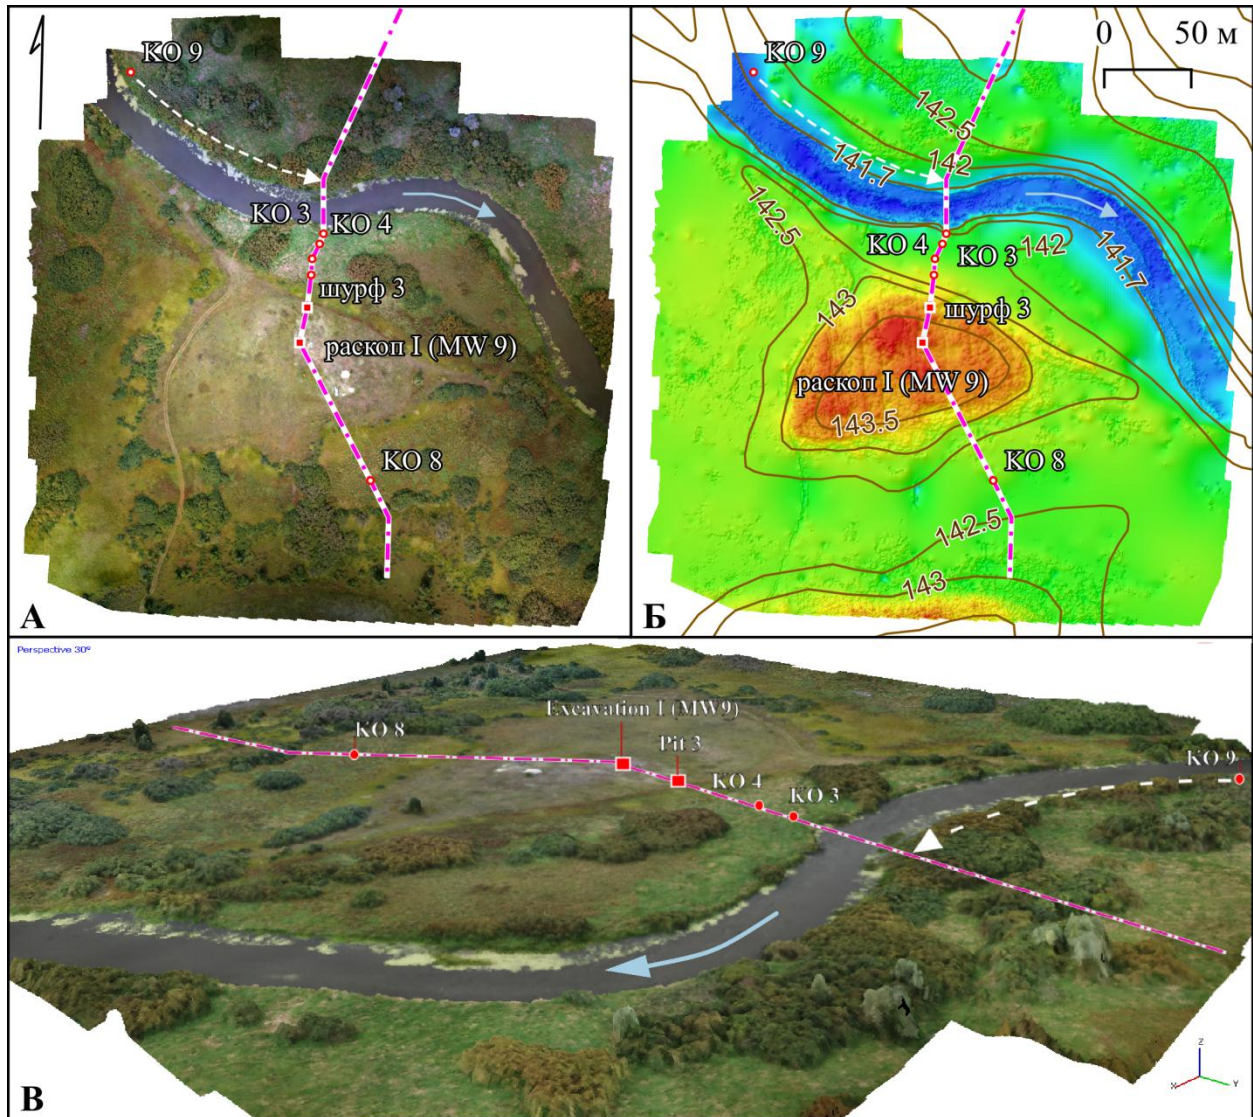 КО 9
КО 3
КО 4
шурф 3
раскоп I (MW 9)
КО 8
А
КО 9
0 50 м
142.5
142
141.7
142.5
КО 4
КО 3
142
141.7
143
шурф 3
раскоп I (MW 9)
143.5
КО 8
142.5
143
Б
Perspective 30°
Excavation I (MW9)
КО 8
Pit 3
КО 4
КО 3
КО 9
В
Z
X
Y